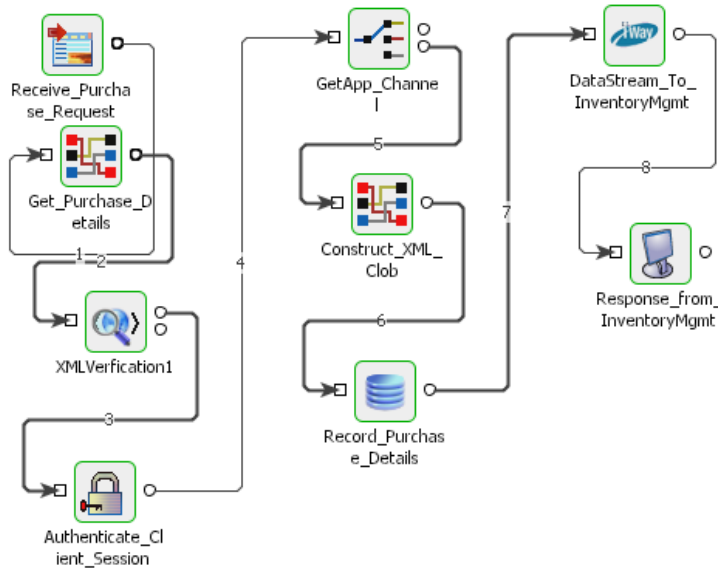 Receive_Purcha
se_Request
Get_Purchase_D
etails
1
2
XMLVerfication1
3
Authenticate_Cl
ient_Session
4
GetApp_Channe
l
5
Construct_XML_
Clob
6
Record_Purchas
e_Details
7
iWay
DataStream_To_
InventoryMgmt
8
Response_from_
InventoryMgmt